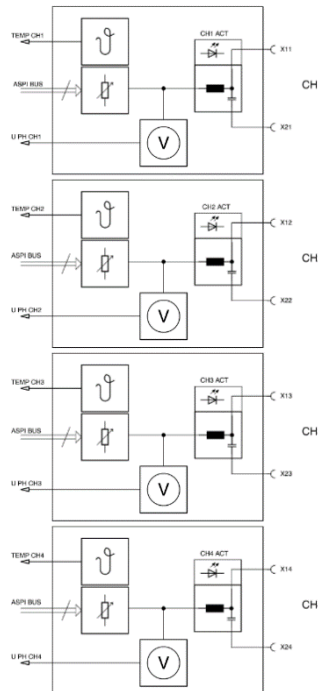 TEMP CH1
CH1 ACT
X11
ASPI BUS
CH
X21
U PH CH1
V
TEMP CH2
CH2 ACT
X12
ASPI BUS
CH
X22
U PH CH2
V
TEMP CH3
CH3 ACT
X13
ASPI BUS
CH
X23
U PH CH3
V
TEMP CH4
CH4 ACT
X14
ASPI BUS
CH
X24
U PH CH4
V